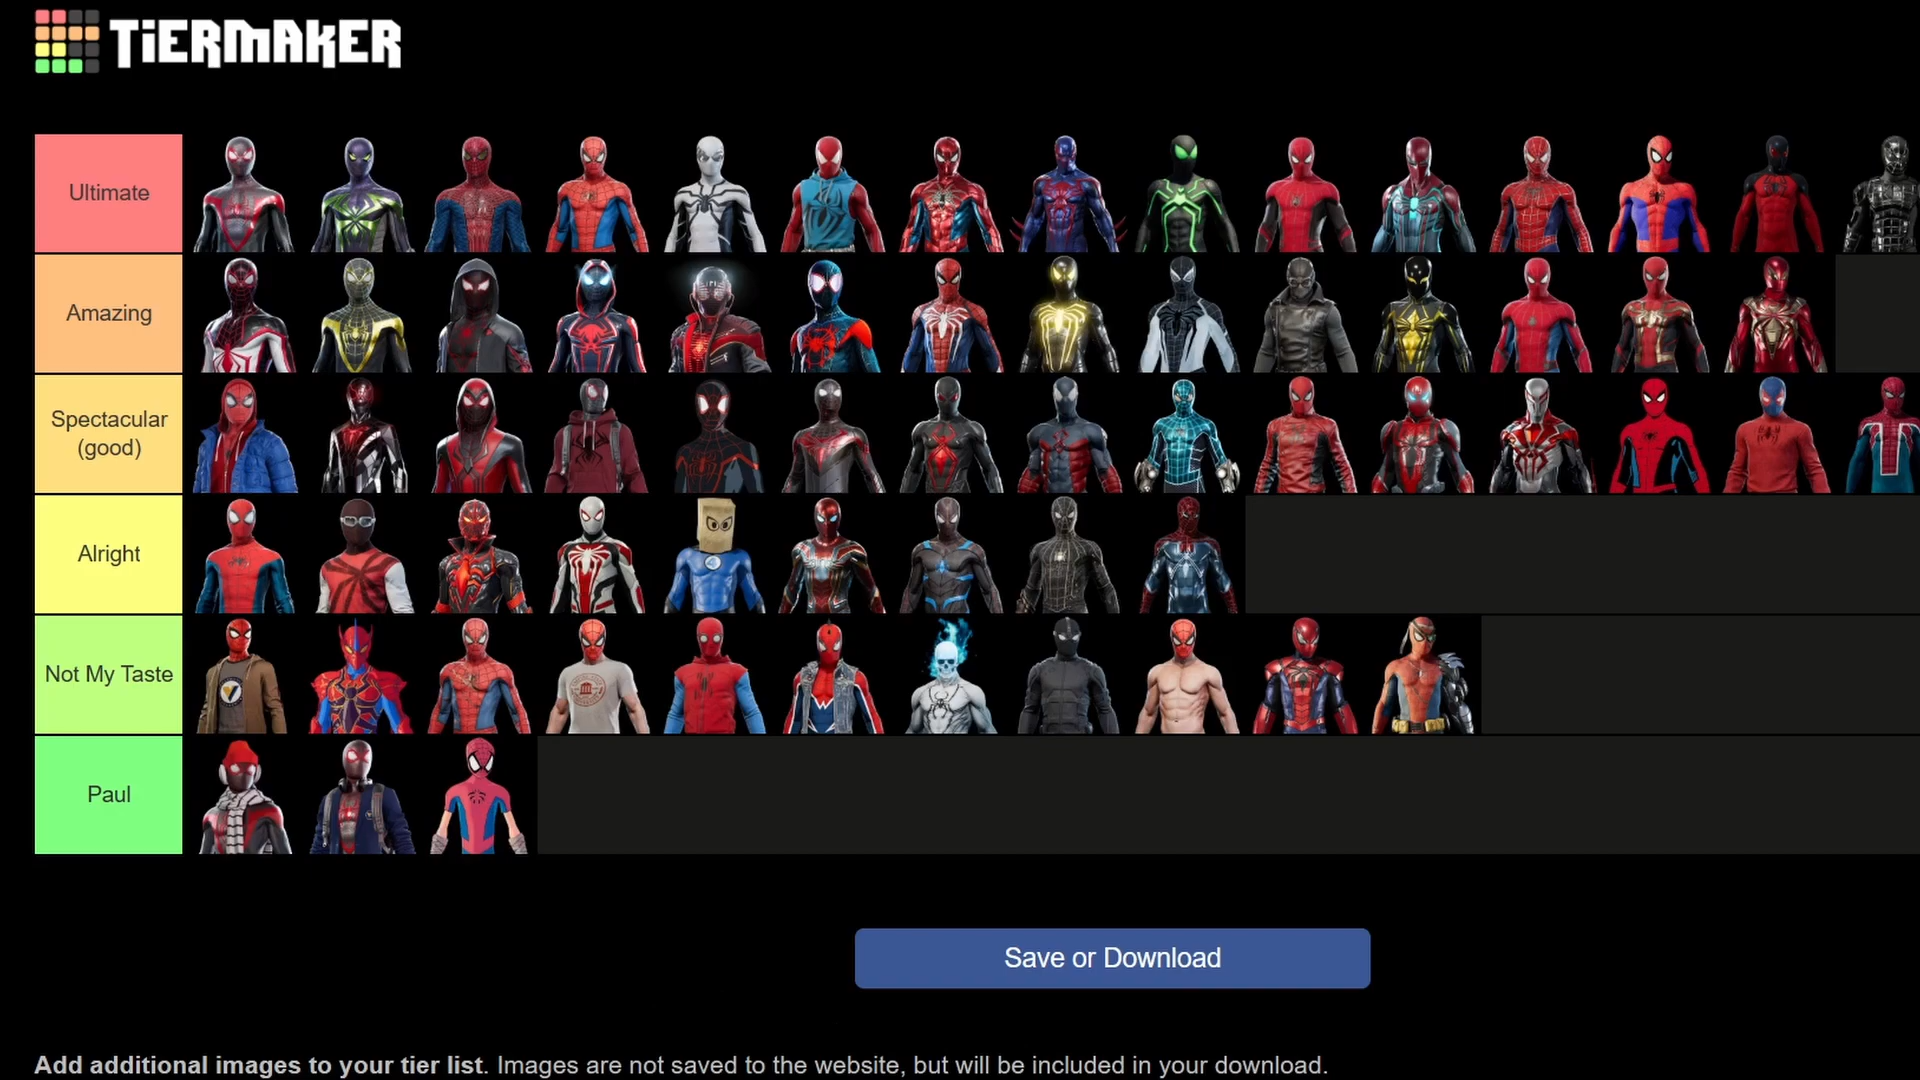 TiERMAKER
Ultimate
Amazing
Spectacular
(good)
Alright
Not My Taste
Paul
Save or Download
Add additional images to your tier list. Images are not saved to the website, but will be included in your download.